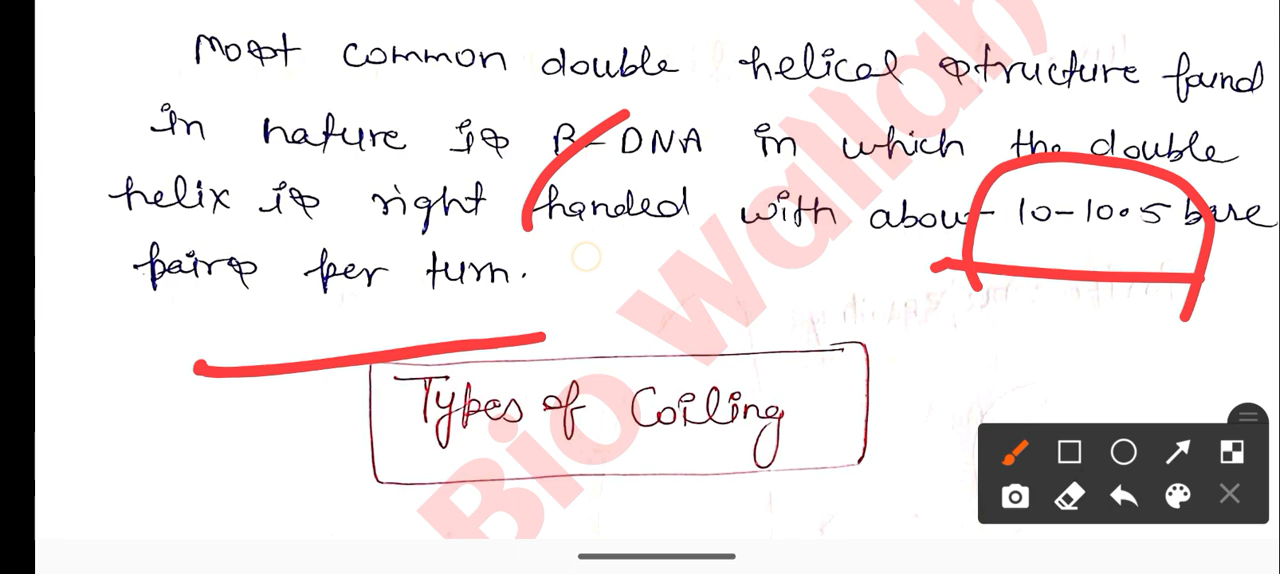 Most common double helical structure found
in nature is B-DNA in which the double
helix is right handed with about 10-10.5 base
pairs per turn.
Types of Coiling
Bio Wallah